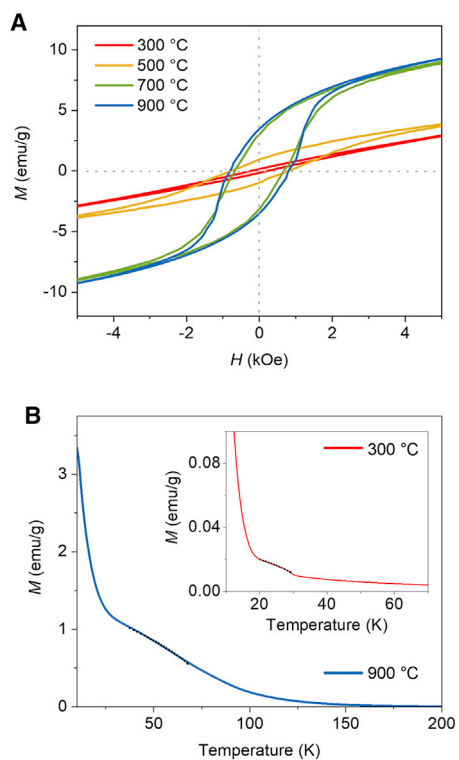 A
10
5
0
-5
-10
M (emu/g)
300 °C
500 °C
700 °C
900 °C
-4 -2 0 2 4
H (kOe)
B
3
2
1
0
M (emu/g)
0.08
0.04
0.00
M (emu/g)
300 °C
20 40 60
Temperature (K)
900 °C
50 100 150 200
Temperature (K)